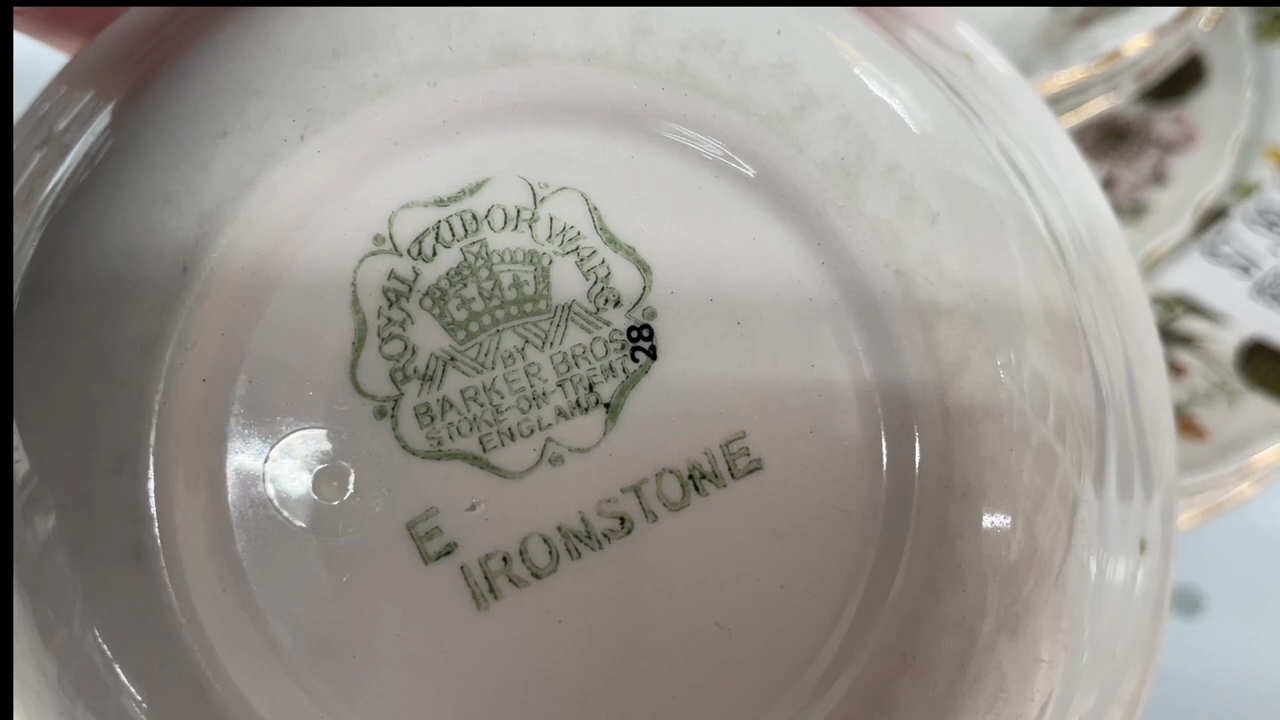 ROYAL TUDOR WARE
BY
BARKER BROS
STOKE-ON-TRENT
ENGLAND.
28
E
IRONSTONE